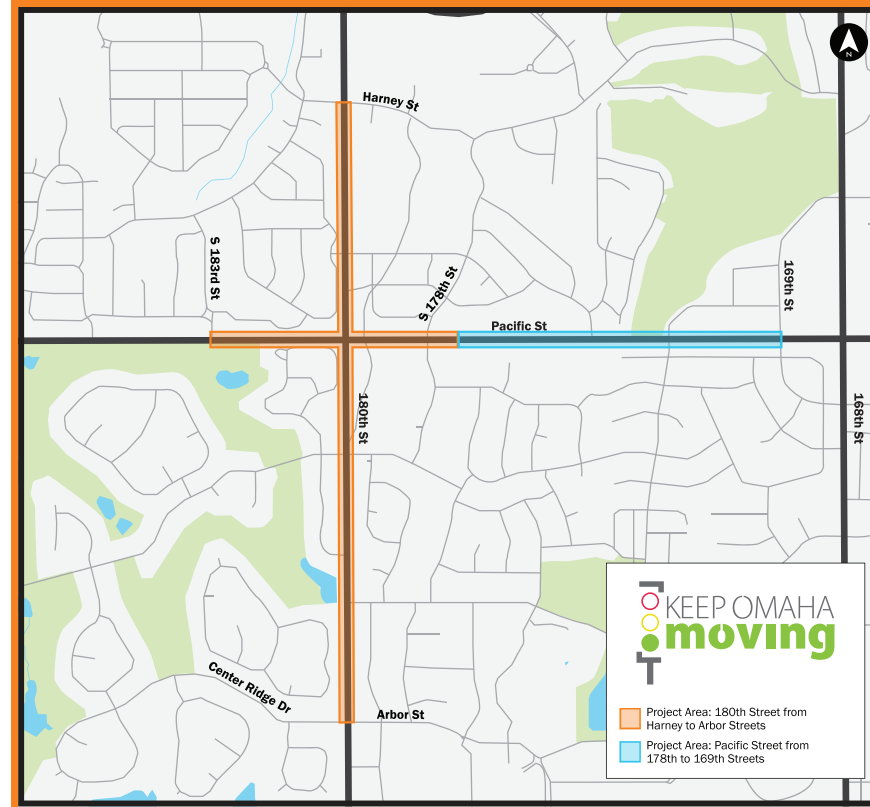 N
Harney St
S 183rd St
S 178th St
169th St
Pacific St
180th St
168th St
Center Ridge Dr
Arbor St
KEEP OMAHA
moving
Project Area: 180th Street from
Harney to Arbor Streets
Project Area: Pacific Street from
178th to 169th Streets